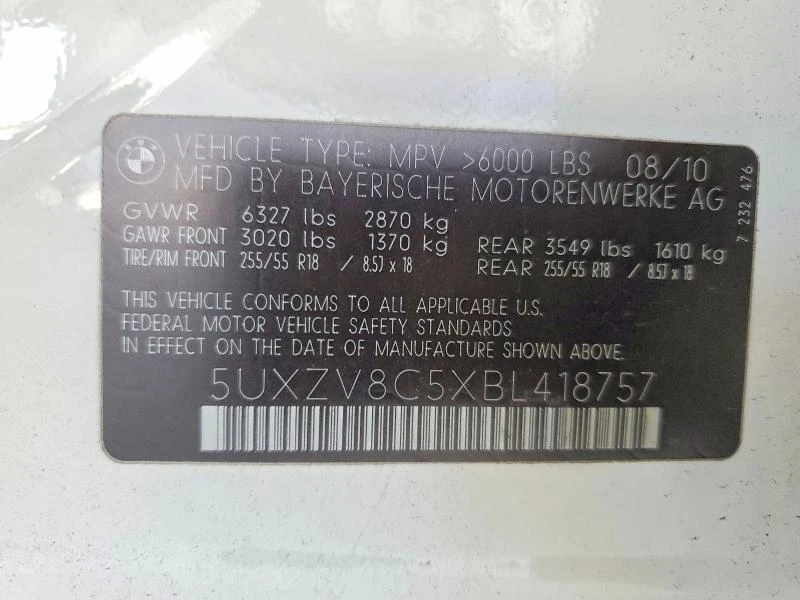 BMW
VEHICLE TYPE: MPV >6000 LBS 08/10
MFD BY BAYERISCHE MOTORENWERKE AG
GVWR 6327 lbs 2870 kg
GAWR FRONT 3020 lbs 1370 kg REAR 3549 lbs 1610 kg
TIRE/RIM FRONT 255/55 R18 / 8.5J x 18 REAR 255/55 R18 / 8.5J x 18
7 232 476
THIS VEHICLE CONFORMS TO ALL APPLICABLE U.S.
FEDERAL MOTOR VEHICLE SAFETY STANDARDS
IN EFFECT ON THE DATE OF MANUFACTURE SHOWN ABOVE.
5UXZV8C5XBL418757